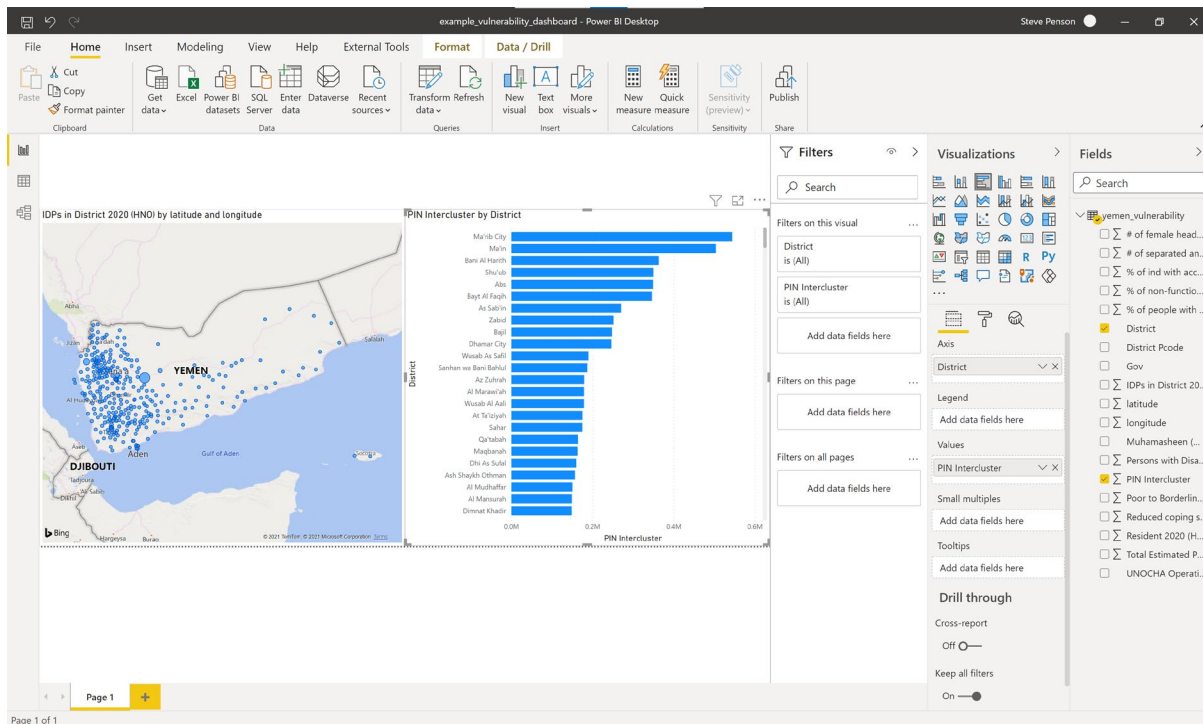 example_vulnerability_dashboard - Power BI Desktop
Steve Penson
File Home Insert Modeling View Help External Tools Format Data / Drill
Paste
Cut
Copy
Format painter
Clipboard
Get data
Excel
Power BI datasets
SQL Server
Enter data
Dataverse
Recent sources
Data
Transform data
Refresh
Queries
New visual
Text box
More visuals
Insert
New measure
Quick measure
Calculations
Sensitivity (preview)
Sensitivity
Publish
Share
IDPs in District 2020 (HNO) by latitude and longitude
Abha
Salalah
YEMEN
Aden
Gulf of Aden
DJIBOUTI
Tadjoura
Hargeysa
Burao
Bing
© 2021 TomTom, © 2021 Microsoft Corporation Terms
PIN Intercluster by District
District
Ma'rib City
Ma'in
Bani Al Harith
Shu'ub
Abs
Bayt Al Faqih
As Sab'in
Zabid
Bajil
Dhamar City
Wusab As Safil
Sanhan wa Bani Bahlul
Az Zuhrah
Al Marawi'ah
Wusab Al Aali
At Ta'iziyah
Sahar
Qa'tabah
Maqbanah
Dhi As Sufal
Ash Shaykh Othman
Al Mudhaffar
Al Mansurah
Dimnat Khadir
0.0M 0.2M 0.4M 0.6M
PIN Intercluster
Filters
Search
Filters on this visual ...
District
is (All)
PIN Intercluster
is (All)
Add data fields here
Filters on this page ...
Add data fields here
Filters on all pages ...
Add data fields here
Visualizations
R Py
...
Axis
District
Legend
Add data fields here
Values
PIN Intercluster
Small multiples
Add data fields here
Tooltips
Add data fields here
Drill through
Cross-report
Off
Keep all filters
On
Fields
Search
yemen_vulnerability
# of female head...
# of separated an...
% of ind with acc...
% of non-functio...
% of people with ...
District
District Pcode
Gov
IDPs in District 20...
latitude
longitude
Muhamasheen (...
Persons with Disa...
PIN Intercluster
Poor to Borderlin...
Reduced coping s...
Resident 2020 (H...
Total Estimated P...
UNOCHA Operati...
Page 1
Page 1 of 1